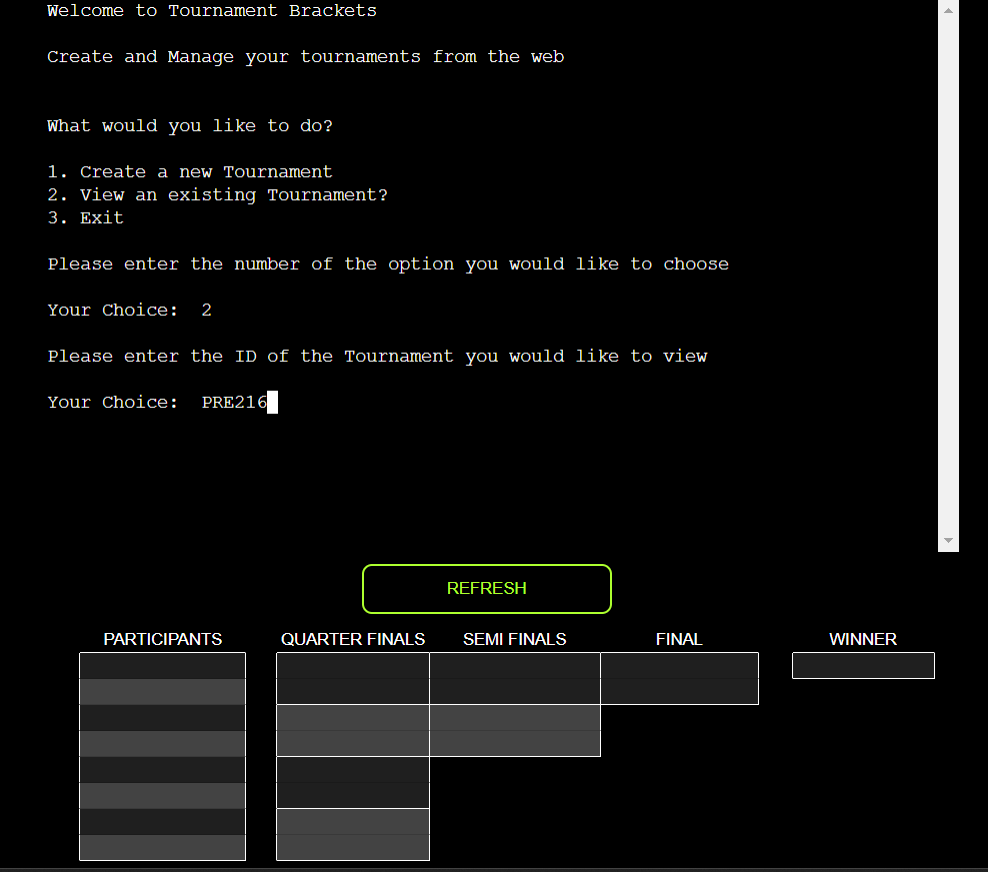 Welcome to Tournament Brackets
Create and Manage your tournaments from the web
What would you like to do?
1. Create a new Tournament
2. View an existing Tournament?
3. Exit
Please enter the number of the option you would like to choose
Your Choice:  2
Please enter the ID of the Tournament you would like to view
Your Choice:  PRE216
REFRESH
PARTICIPANTS QUARTER FINALS SEMI FINALS FINAL WINNER